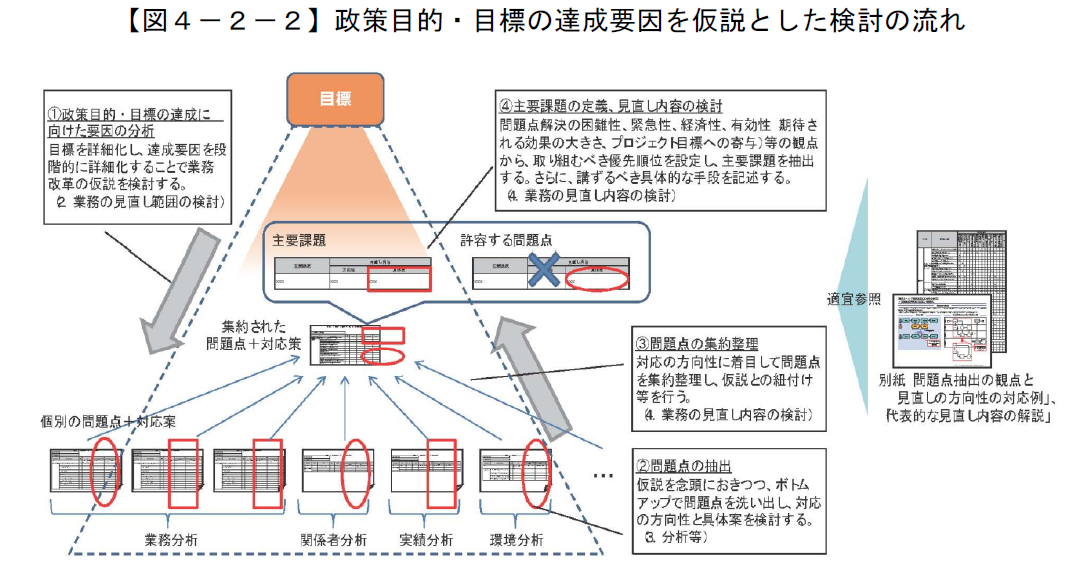 【図４－２－２】政策目的・目標の達成要因を仮説とした検討の流れ
目標
①政策目的・目標の達成に
向けた要因の分析
目標を詳細化し、達成要因を段
階的に詳細化することで業務
改革の仮説を検討する。
(2. 業務の見直し範囲の検討)
④主要課題の定義、見直し内容の検討
問題点解決の困難性、緊急性、経済性、有効性 期待され
る効果の大きさ、プロジェクト目標への寄与)等の観点
から、取り組むべき優先順位を設定し、主要課題を抽出
する。さらに、講ずるべき具体的な手段を記述する。
(4. 業務の見直し内容の検討)
主要課題
許容する問題点
適宜参照
集約された
問題点＋対応策
③問題点の集約整理
対応の方向性に着目して問題点
を集約整理し、仮説との紐付け
等を行う。
(4. 業務の見直し内容の検討)
別紙 問題点抽出の観点と
見直しの方向性の対応例」、
代表的な見直し内容の解説」
個別の問題点＋対応案
②問題点の抽出
仮説を念頭におきつつ、ボトム
アップで問題点を洗い出し、対応
の方向性と具体案を検討する。
(3. 分析等)
…
業務分析
関係者分析
実績分析
環境分析